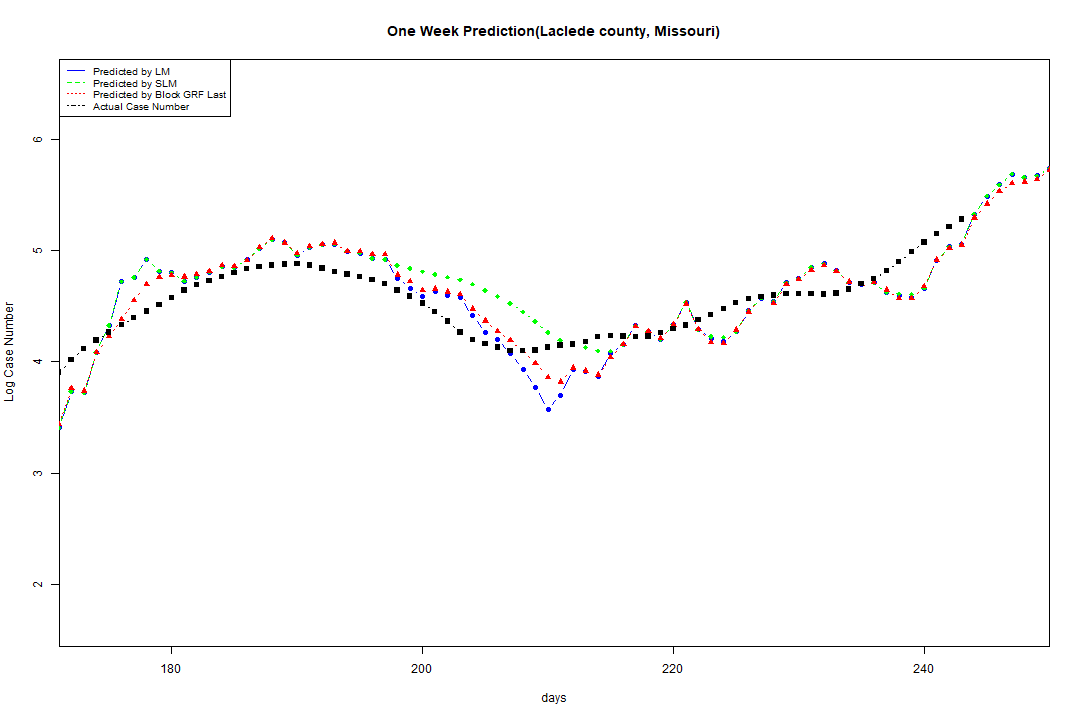 One Week Prediction(Laclede county, Missouri)
Predicted by LM
Predicted by SLM
Predicted by Block GRF Last
Actual Case Number
6
5
4
3
2
Log Case Number
180
200
220
240
days